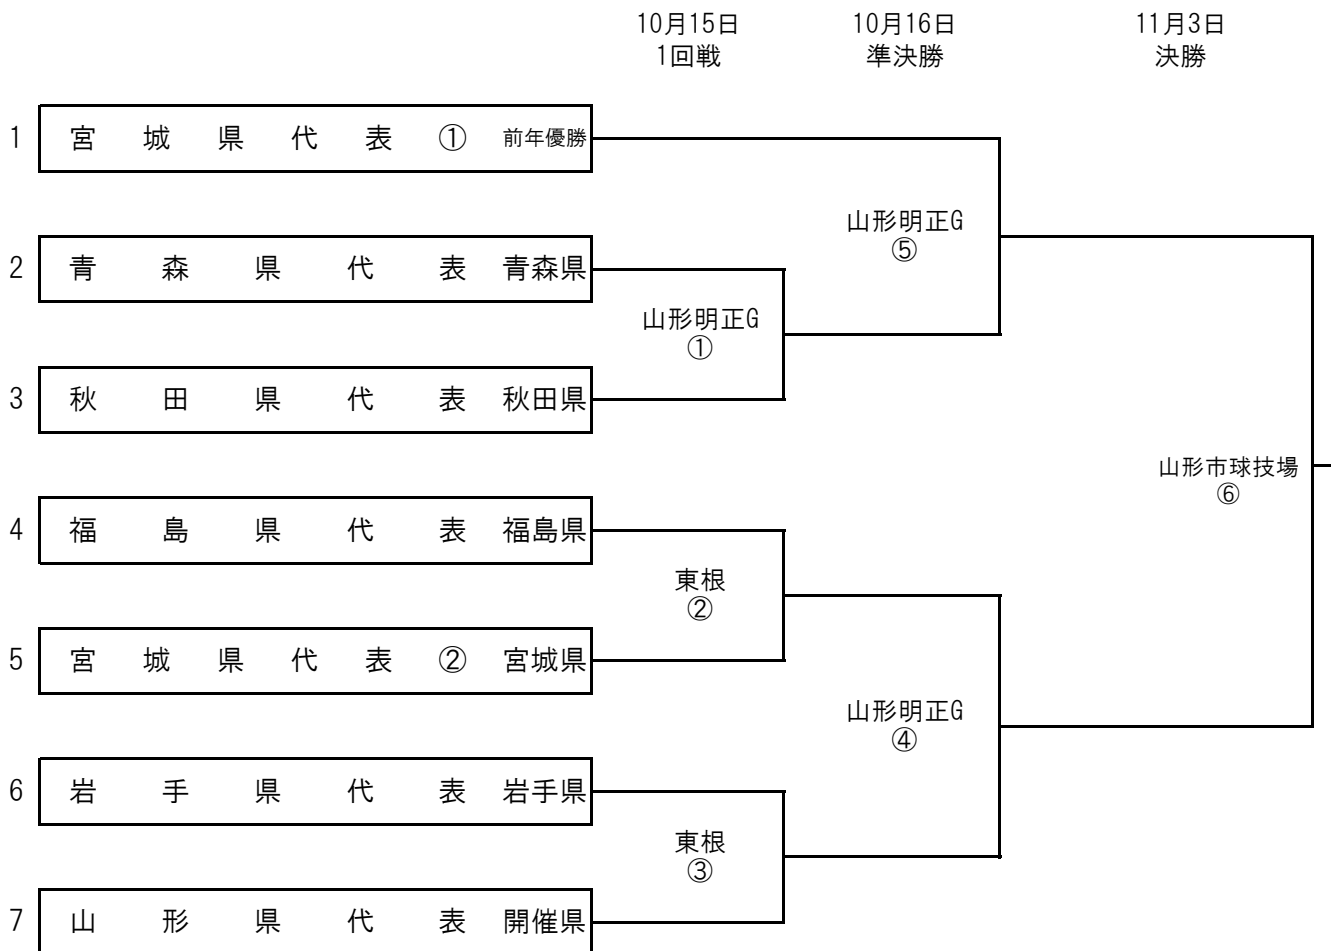 10月15日 10月16日 11月3日
1回戦 準決勝 決勝
1 宮城県代表① 前年優勝
山形明正G
⑤
2 青森県代表 青森県
山形明正G
①
3 秋田県代表 秋田県
山形市球技場
⑥
4 福島県代表 福島県
東根
②
5 宮城県代表② 宮城県
山形明正G
④
6 岩手県代表 岩手県
東根
③
7 山形県代表 開催県